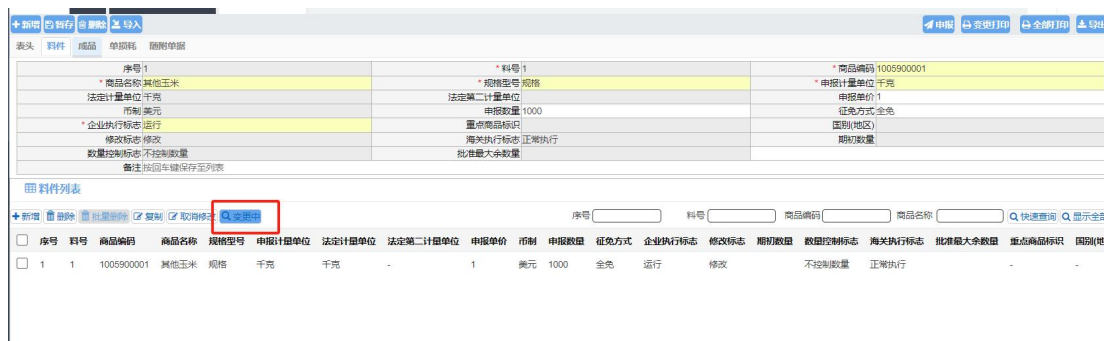 新增 暂存 删除 导入 申报 变更打印 全部打印 导出
表头 料件 成品 单损耗 随附单据
序号 1 *料号 1 *商品编码 1005900001
*商品名称 其他玉米 *规格型号 规格 *申报计量单位 千克
法定计量单位 千克 法定第二计量单位 申报单价 1
币制 美元 申报数量 1000 征免方式 全免
*企业执行标志 运行 重点商品标识 国别(地区)
修改标志 修改 海关执行标志 正常执行 期初数量
数量控制标志 不控制数量 批准最大余数量
备注 按回车键保存至列表
料件列表
新增 删除 批量删除 复制 取消修改 变更中 序号 料号 商品编码 商品名称 快速查询 显示全部
序号 料号 商品编码 商品名称 规格型号 申报计量单位 法定计量单位 法定第二计量单位 申报单价 币制 申报数量 征免方式 企业执行标志 修改标志 期初数量 数量控制标志 海关执行标志 批准最大余数量 重点商品标识 国别(地
1 1 1005900001 其他玉米 规格 千克 千克 - 1 美元 1000 全免 运行 修改 不控制数量 正常执行 - -